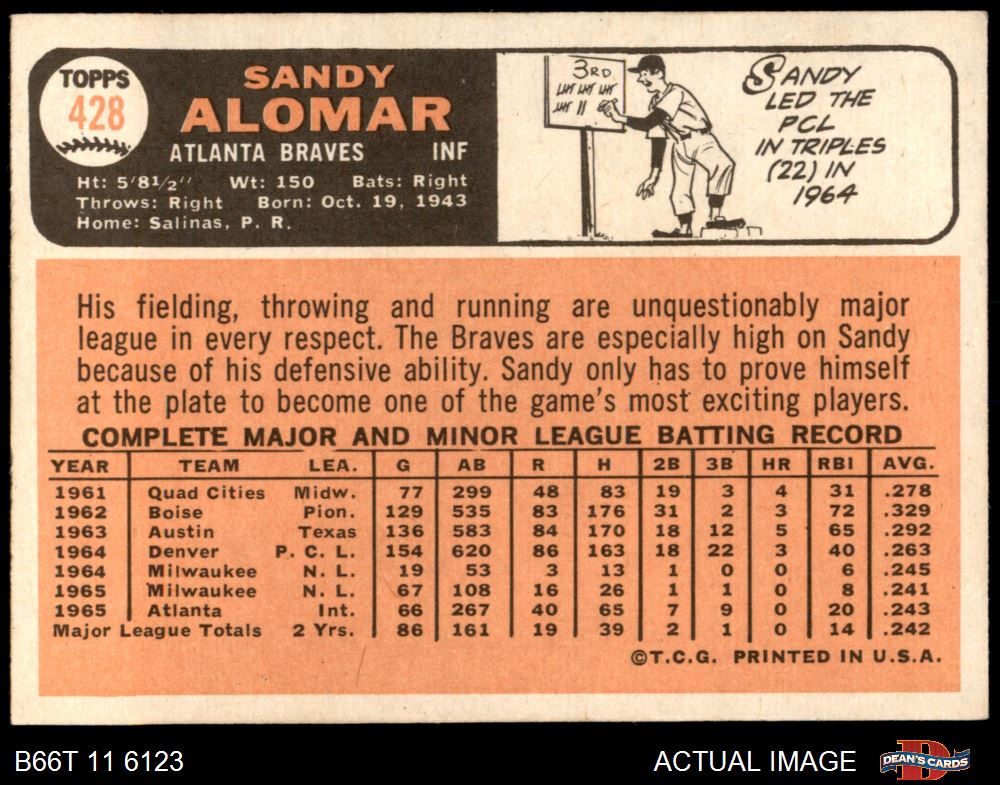 TOPPS
428
SANDY
ALOMAR
ATLANTA BRAVES INF
Ht: 5'81/2" Wt: 150 Bats: Right
Throws: Right Born: Oct. 19, 1943
Home: Salinas, P. R.
3RD
SANDY
LED THE
PCL
IN TRIPLES
(22) IN
1964
His fielding, throwing and running are unquestionably major
league in every respect. The Braves are especially high on Sandy
because of his defensive ability. Sandy only has to prove himself
at the plate to become one of the game's most exciting players.
COMPLETE MAJOR AND MINOR LEAGUE BATTING RECORD
YEAR TEAM LEA. G AB R H 2B 3B HR RBI AVG.
1961 Quad Cities Midw. 77 299 48 83 19 3 4 31 .278
1962 Boise Pion. 129 535 83 176 31 2 3 72 .329
1963 Austin Texas 136 583 84 170 18 12 5 65 .292
1964 Denver P. C. L. 154 620 86 163 18 22 3 40 .263
1964 Milwaukee N. L. 19 53 3 13 1 0 0 6 .245
1965 Milwaukee N. L. 67 108 16 26 1 1 0 8 .241
1965 Atlanta Int. 66 267 40 65 7 9 0 20 .243
Major League Totals 2 Yrs. 86 161 19 39 2 1 0 14 .242
©T.C.G. PRINTED IN U.S.A.
B66T 11 6123 ACTUAL IMAGE DEAN'S CARDS